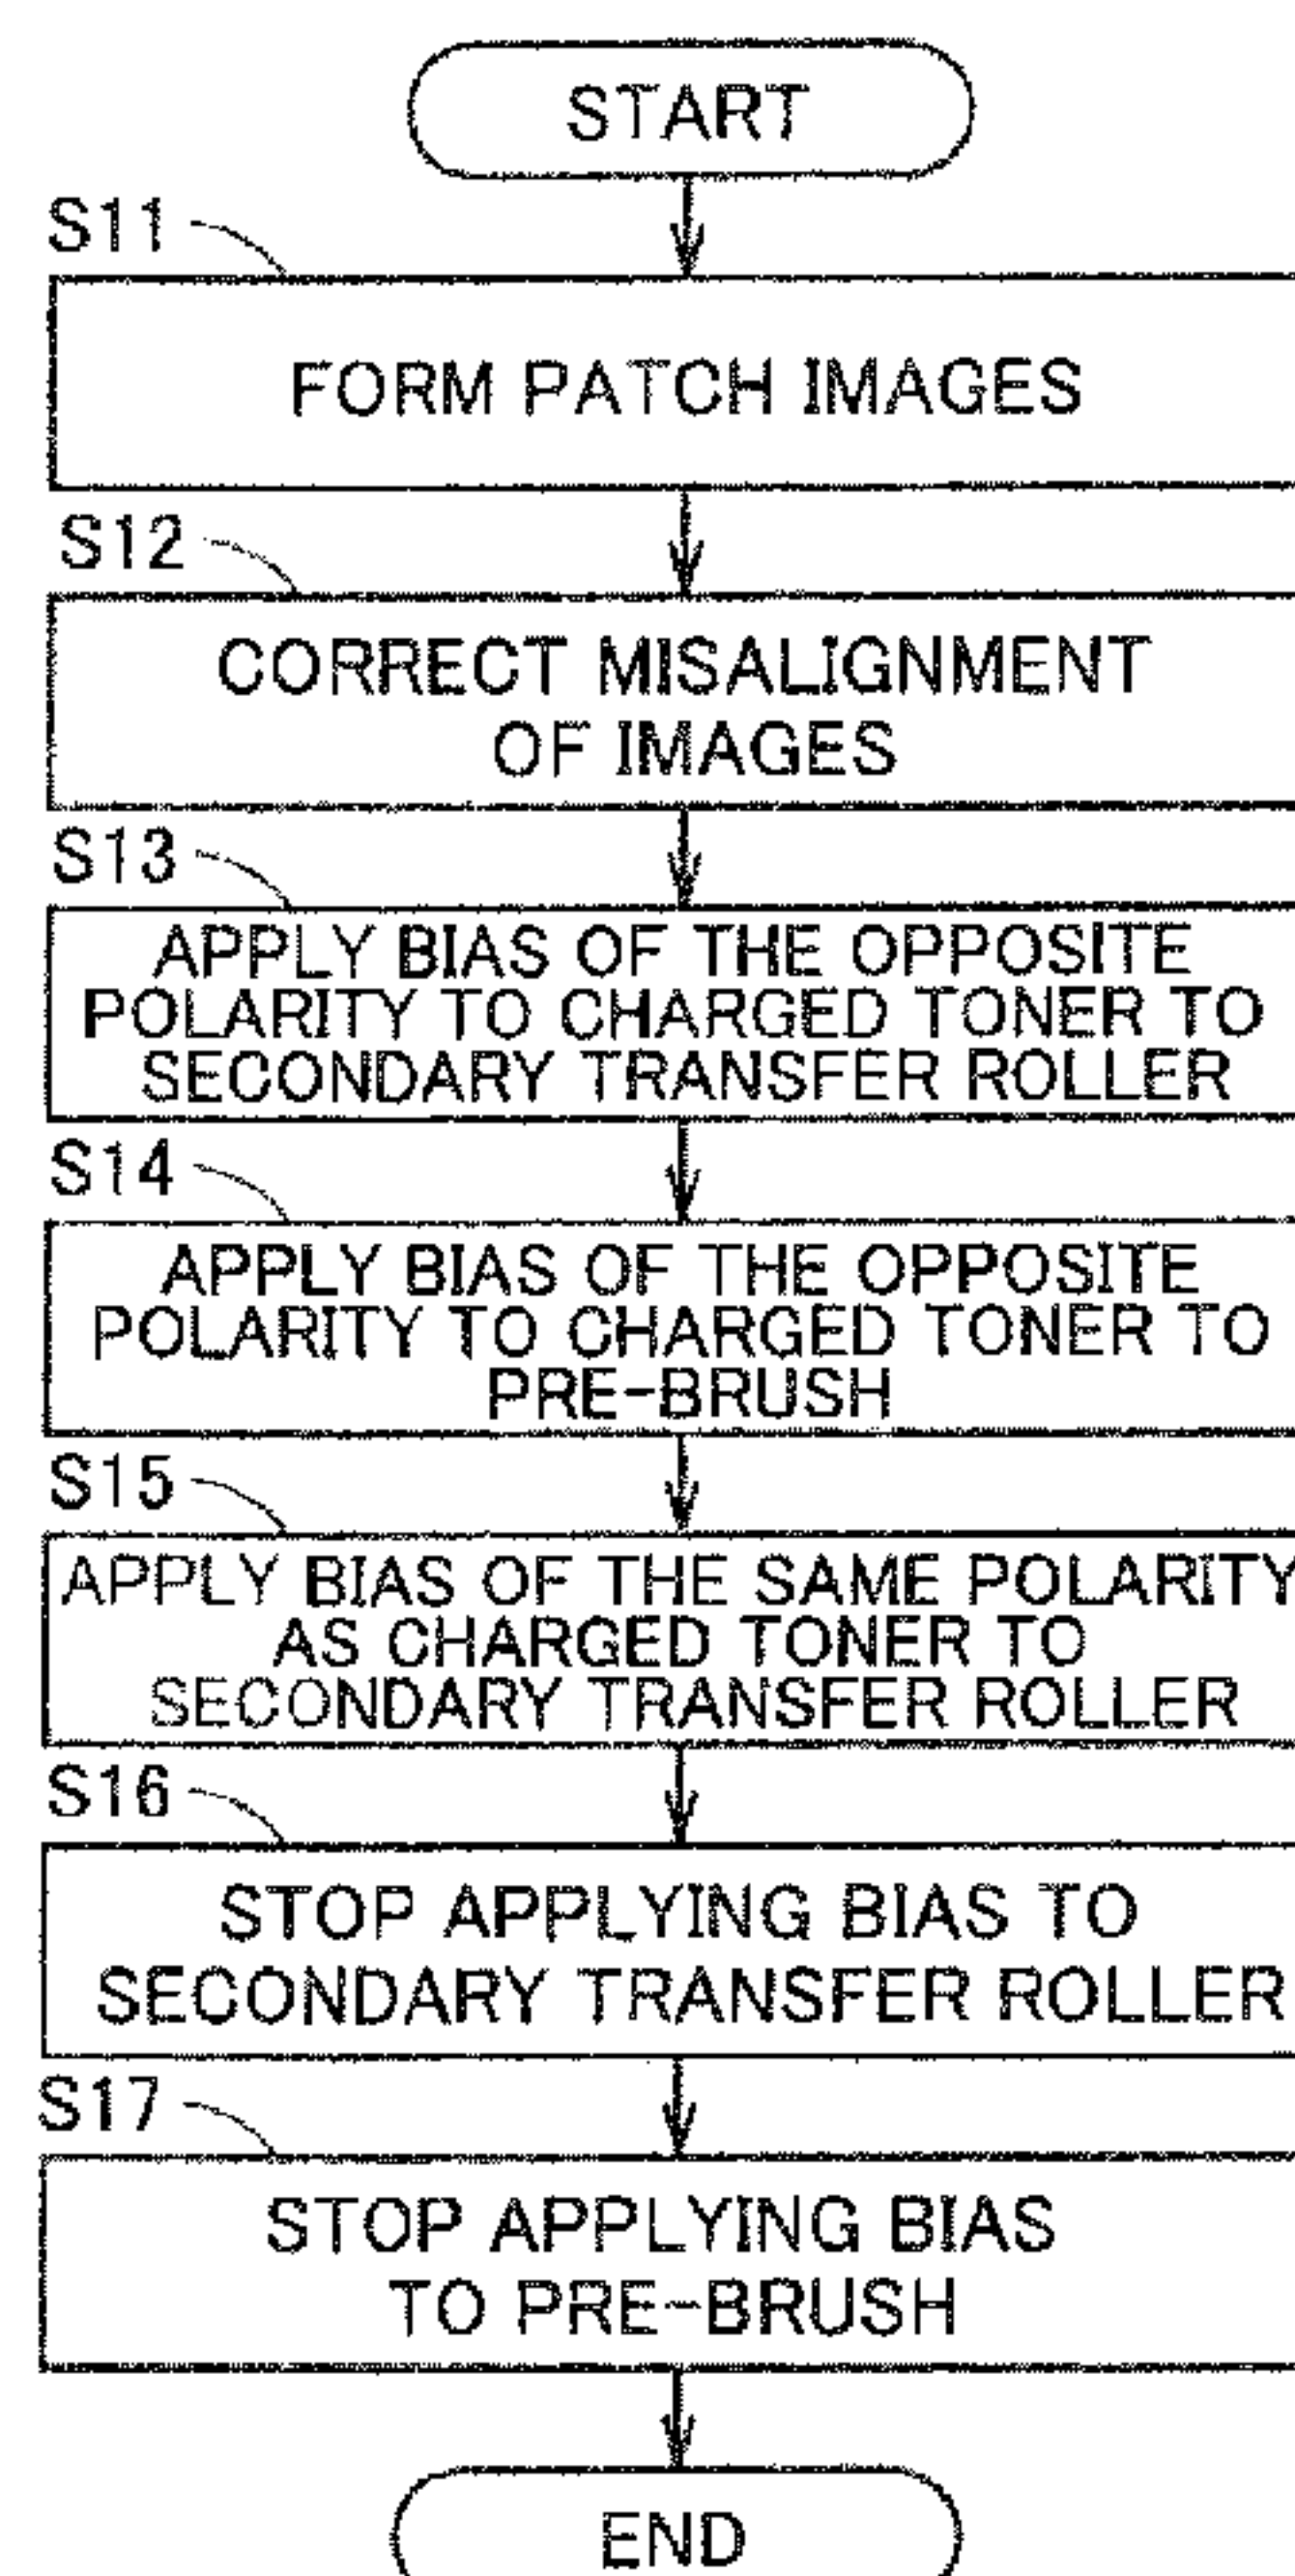 START
S11
FORM PATCH IMAGES
S12
CORRECT MISALIGNMENT
OF IMAGES
S13
APPLY BIAS OF THE OPPOSITE
POLARITY TO CHARGED TONER TO
SECONDARY TRANSFER ROLLER
S14
APPLY BIAS OF THE OPPOSITE
POLARITY TO CHARGED TONER TO
PRE-BRUSH
S15
APPLY BIAS OF THE SAME POLARITY
AS CHARGED TONER TO
SECONDARY TRANSFER ROLLER
S16
STOP APPLYING BIAS TO
SECONDARY TRANSFER ROLLER
S17
STOP APPLYING BIAS
TO PRE-BRUSH
END